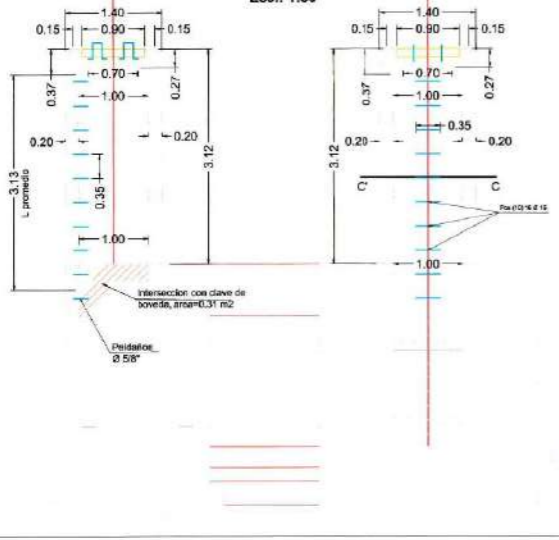 1.40
0.15 0.90 0.15
0.70
0.37
0.27
1.00
0.20
0.20
3.12
3.13
L promedio
0.35
1.00
Interseccion con clave de
boveda, area=0.31 m2
Peldaños
Ø 5/8"
1.40
0.15 0.90 0.15
0.70
0.37
0.27
1.00
0.35
0.20
0.20
3.12
C'
C
1.00